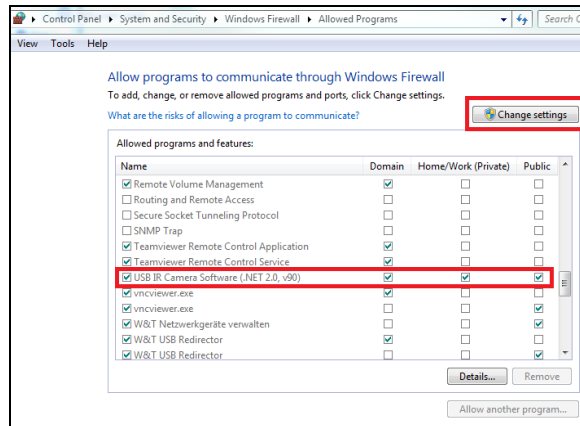 Control Panel System and Security Windows Firewall Allowed Programs Search C
View Tools Help
Allow programs to communicate through Windows Firewall
To add, change, or remove allowed programs and ports, click Change settings.
What are the risks of allowing a program to communicate?
Change settings
Allowed programs and features:
Name Domain Home/Work (Private) Public
Remote Volume Management
Routing and Remote Access
Secure Socket Tunneling Protocol
SNMP Trap
Teamviewer Remote Control Application
Teamviewer Remote Control Service
USB IR Camera Software (.NET 2.0, v90)
vncviewer.exe
vncviewer.exe
W&T Netzwerkgeräte verwalten
W&T USB Redirector
W&T USB Redirector
Details... Remove
Allow another program...